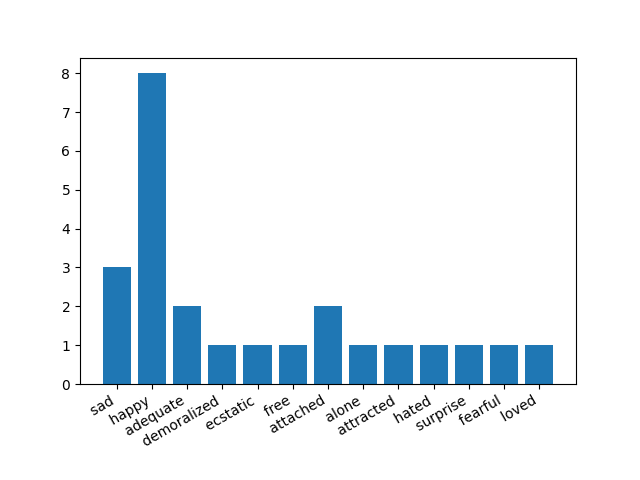 8
7
6
5
4
3
2
1
0
sad
happy
adequate
demoralized
ecstatic
free
attached
alone
attracted
hated
surprise
fearful
loved